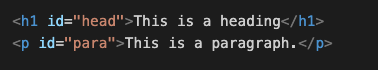 <h1 id="head">This is a heading</h1>
<p id="para">This is a paragraph.</p>